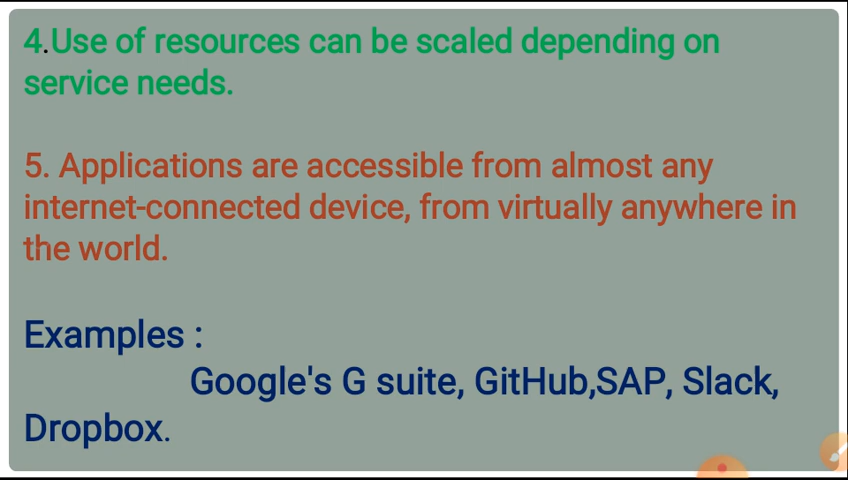 4.Use of resources can be scaled depending on
service needs.
5. Applications are accessible from almost any
internet-connected device, from virtually anywhere in
the world.
Examples :
Google's G suite, GitHub,SAP, Slack,
Dropbox.